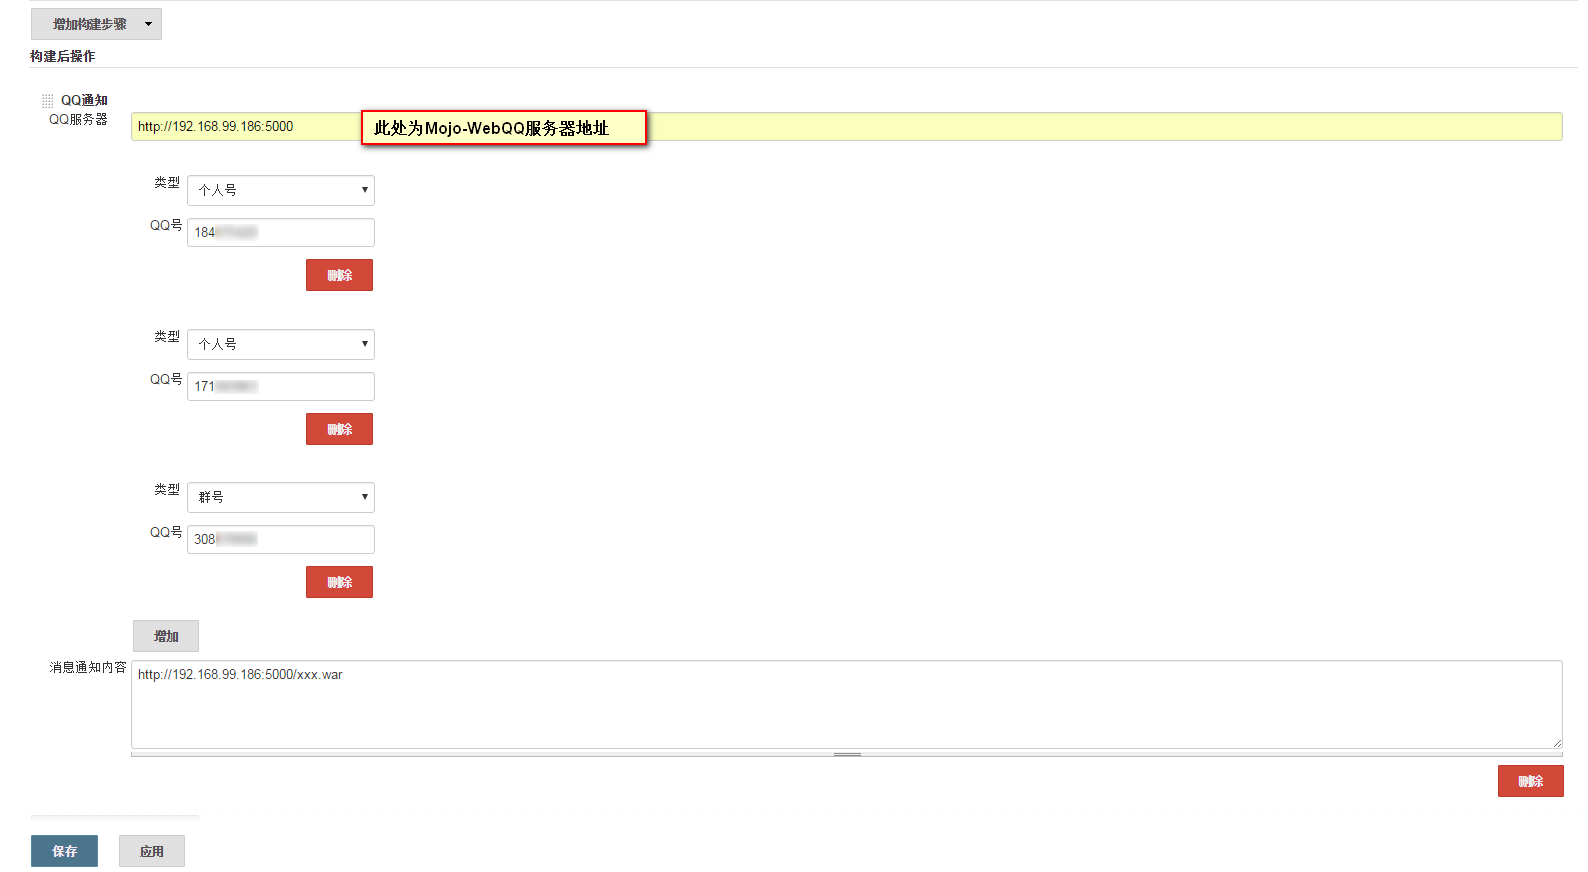 增加构建步骤
构建后操作
QQ通知
QQ服务器
http://192.168.99.186:5000
此处为Mojo-WebQQ服务器地址
类型
个人号
QQ号
184
删除
类型
个人号
QQ号
171
删除
类型
群号
QQ号
308
删除
增加
消息通知内容
http://192.168.99.186:5000/xxx.war
删除
保存
应用